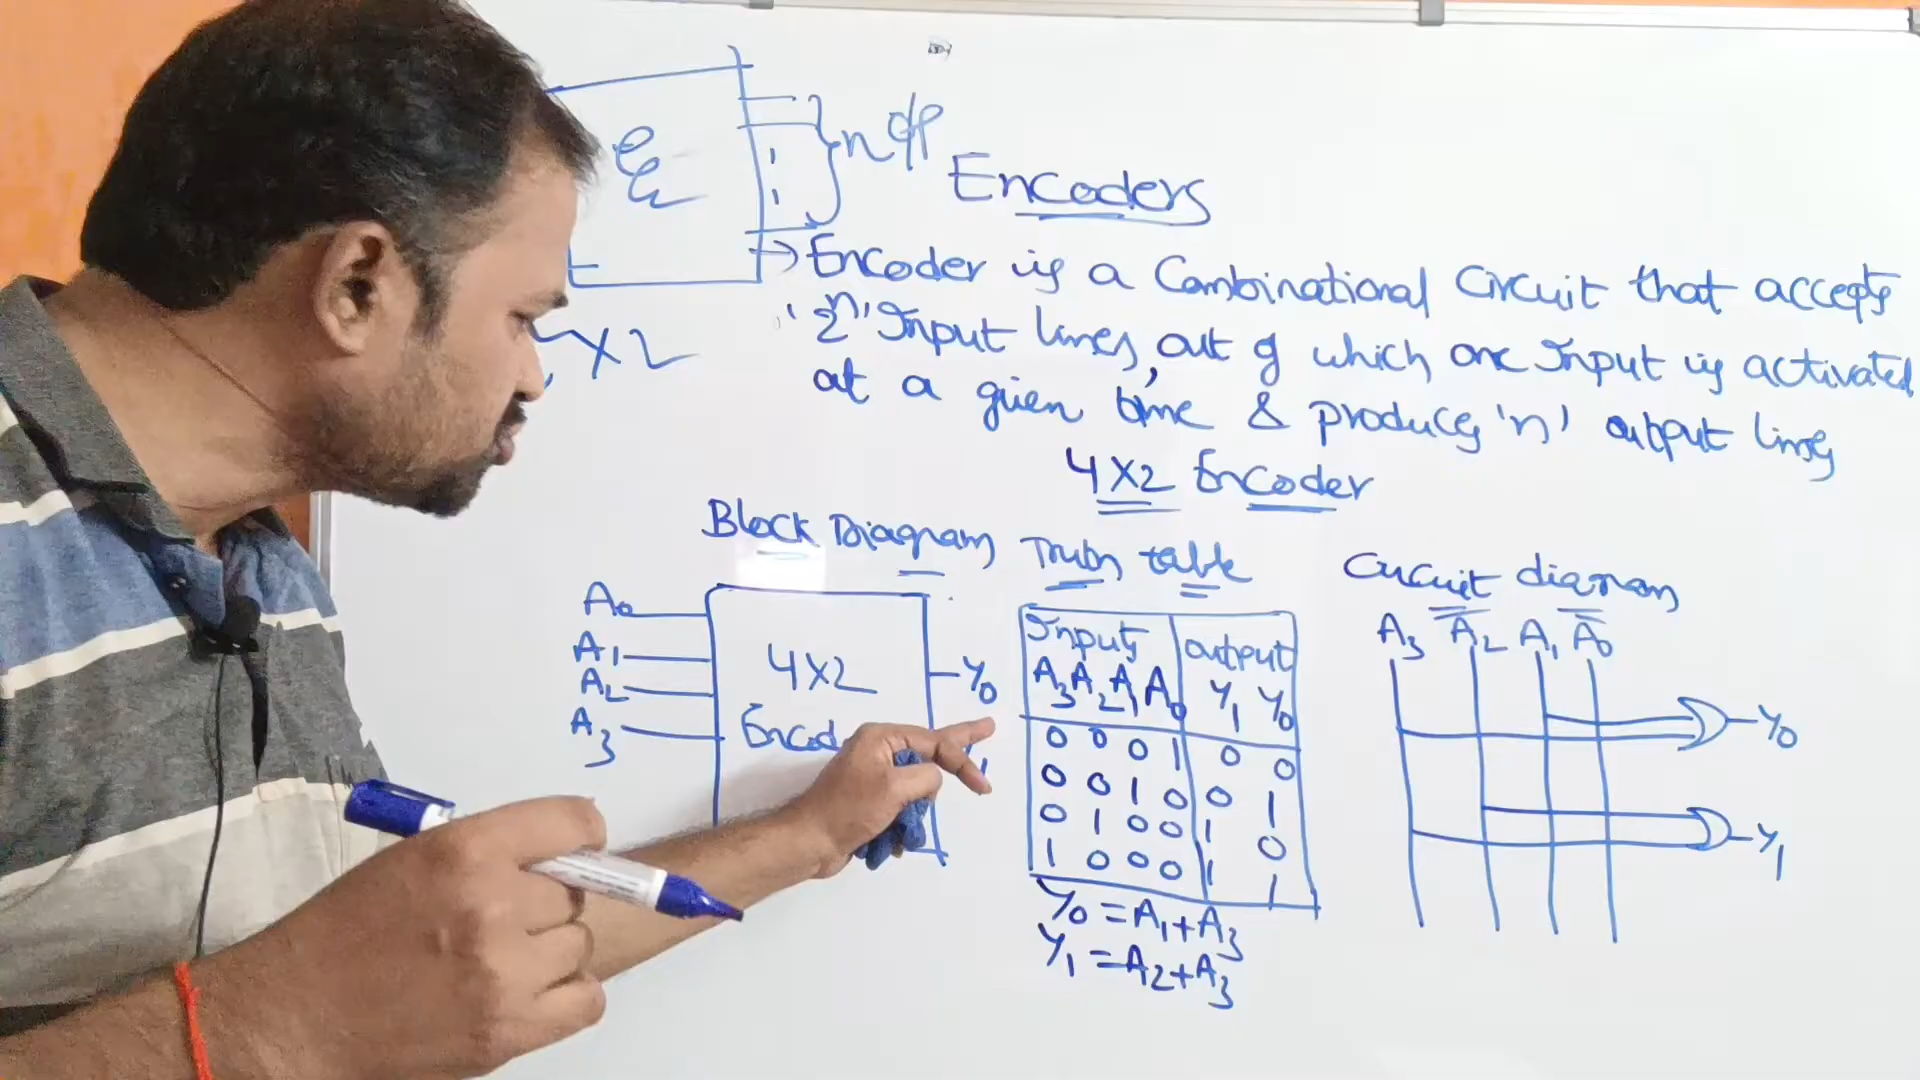 n o/p
Encoders
→ Encoder is a Combinational Circuit that accepts
'2ⁿ' Input lines, out of which one Input is activated
at a given time & produces 'n' output lines
x2
4x2 Encoder
Block Diagram
A0
A1
A2
A3
4x2
Y0
Truth table
Inputs output
A3 A2 A1 A0 Y1 Y0
0 0 0 1 0 0
0 0 1 0 0 1
0 1 0 0 1 0
1 0 0 0 1 1
Y0 = A1 + A3
Y1 = A2 + A3
Circuit diagram
A3 A2 A1 A0
Y0
Y1